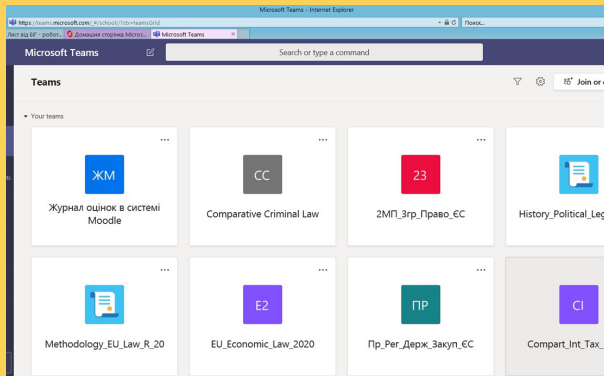 Microsoft Teams - Internet Explorer
https://teams.microsoft.com/_#/school//?ctx=teamsGrid
Поиск...
Лист від БІГ - робот...
Домашня сторінка Micros...
Microsoft Teams
Microsoft Teams
Search or type a command
Teams
Join or
Your teams
ЖМ
CC
23
Журнал оцінок в системі
Moodle
Comparative Criminal Law
2МП_3гр_Право_ЄС
History_Political_Leg
E2
ПР
CI
Methodology_EU_Law_R_20
EU_Economic_Law_2020
Пр_Рег_Держ_Закуп_ЄС
Compart_Int_Tax_